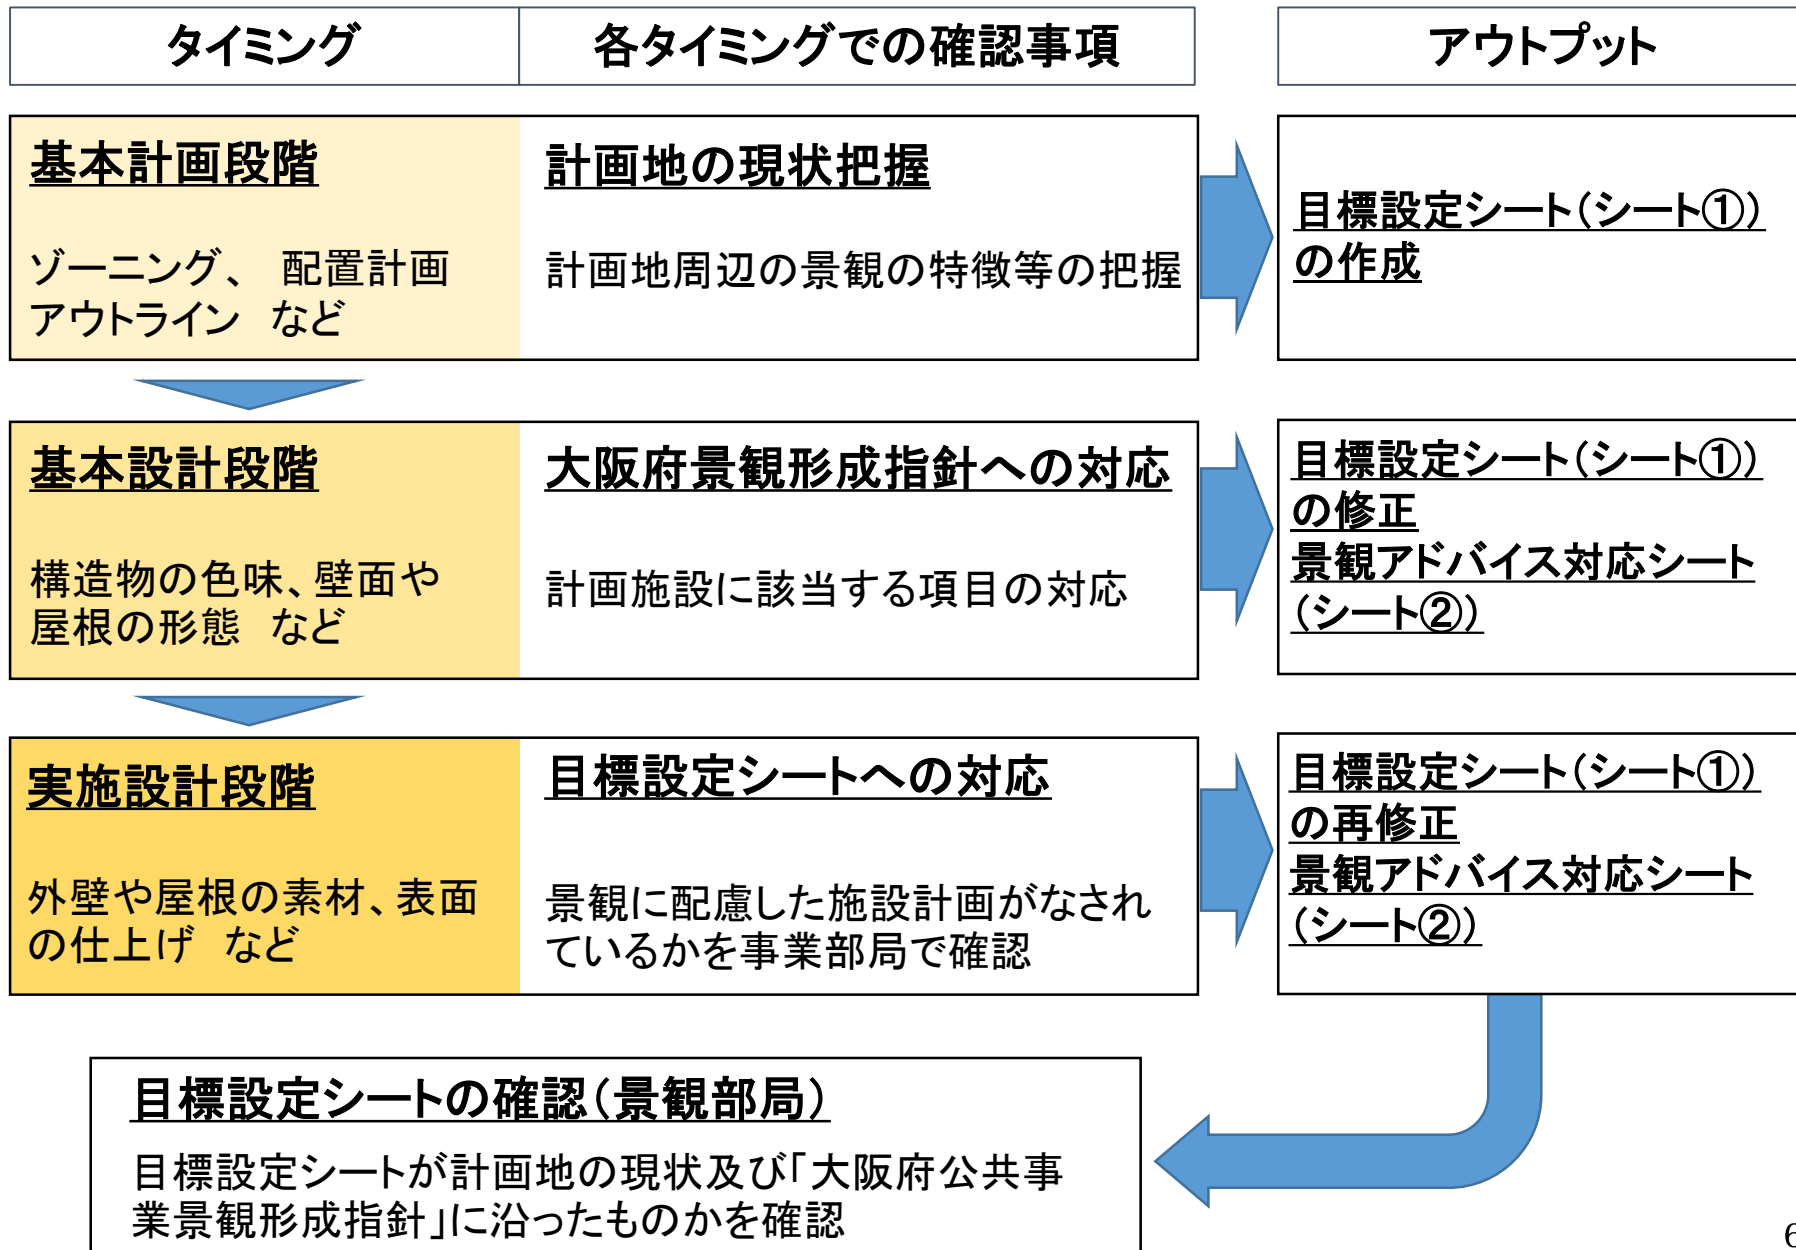 タイミング
各タイミングでの確認事項
アウトプット
基本計画段階
ゾーニング、 配置計画
アウトライン など
計画地の現状把握
計画地周辺の景観の特徴等の把握
目標設定シート(シート①)
の作成
基本設計段階
構造物の色味、壁面や
屋根の形態 など
大阪府景観形成指針への対応
計画施設に該当する項目の対応
目標設定シート(シート①)
の修正
景観アドバイス対応シート
(シート②)
実施設計段階
外壁や屋根の素材、表面
の仕上げ など
目標設定シートへの対応
景観に配慮した施設計画がなされ
ているかを事業部局で確認
目標設定シート(シート①)
の再修正
景観アドバイス対応シート
(シート②)
目標設定シートの確認(景観部局)
目標設定シートが計画地の現状及び「大阪府公共事
業景観形成指針」に沿ったものかを確認
6